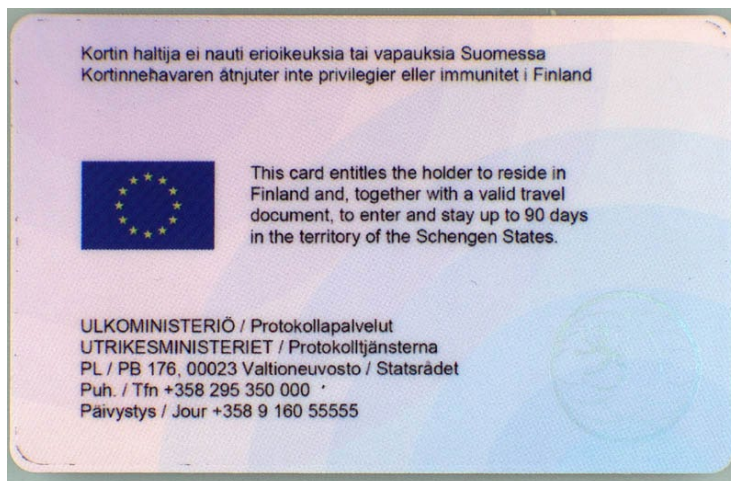 Kortin haltija ei nauti erioikeuksia tai vapauksia Suomessa
Kortinnehavaren åtnjuter inte privilegier eller immunitet i Finland
This card entitles the holder to reside in
Finland and, together with a valid travel
document, to enter and stay up to 90 days
in the territory of the Schengen States.
ULKOMINISTERIÖ / Protokollapalvelut
UTRIKESMINISTERIET / Protokolltjänsterna
PL / PB 176, 00023 Valtioneuvosto / Statsrådet
Puh. / Tfn +358 295 350 000
Päivystys / Jour +358 9 160 55555